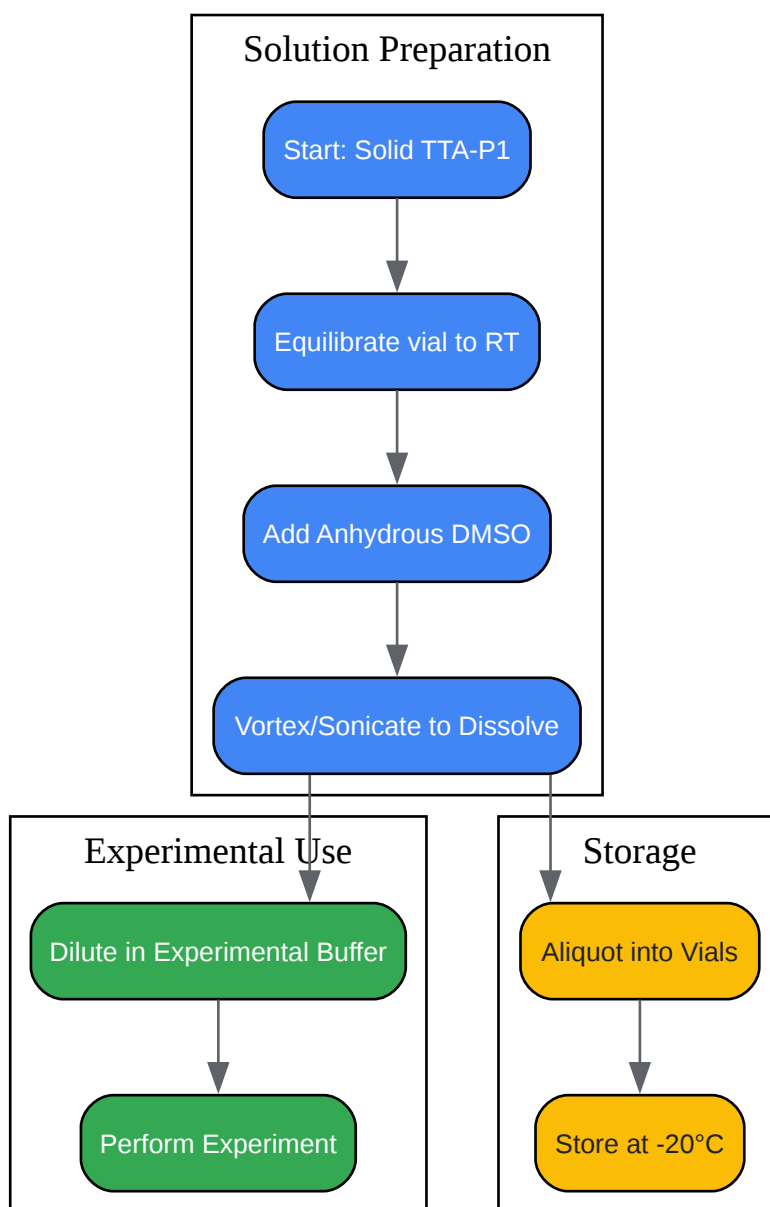 Solution Preparation
Start: Solid TTA-P1
Equilibrate vial to RT
Add Anhydrous DMSO
Vortex/Sonicate to Dissolve
Experimental Use
Dilute in Experimental Buffer
Perform Experiment
Storage
Aliquot into Vials
Store at -20°C